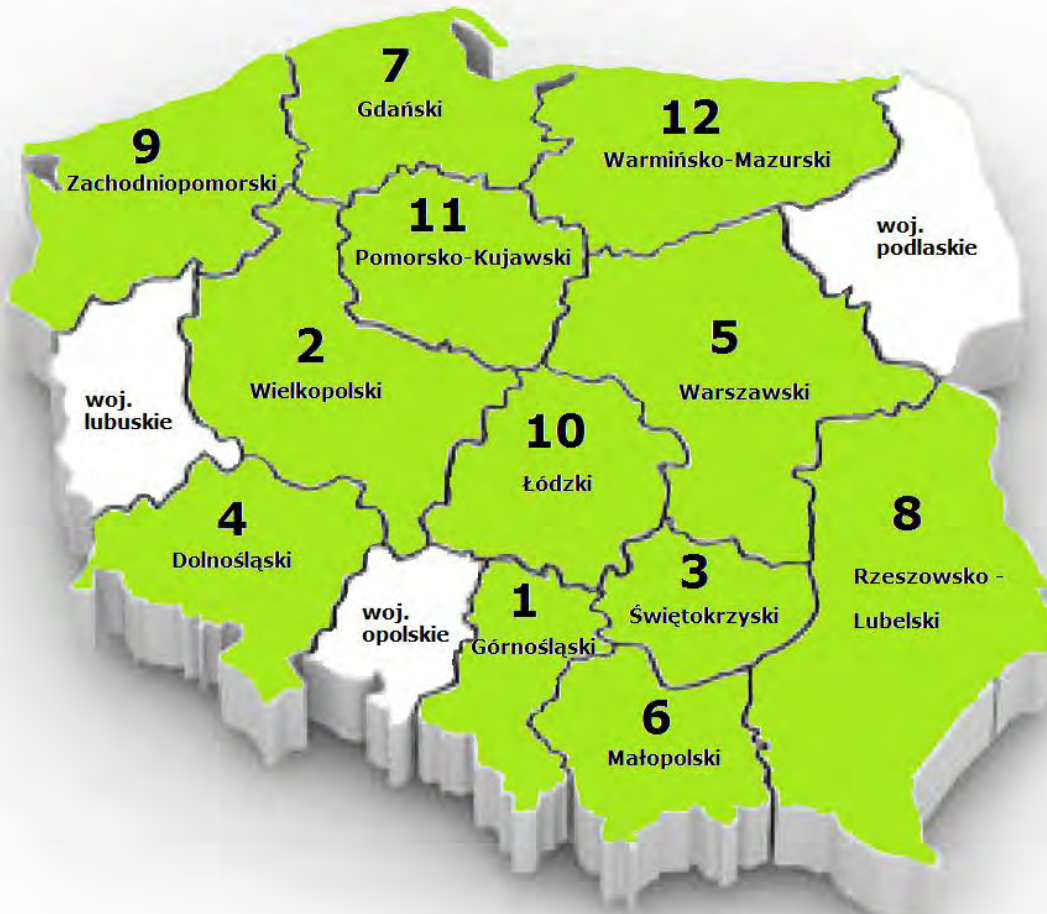 7
Gdański
12
Warmińsko-Mazurski
9
Zachodniopomorski
11
Pomorsko-Kujawski
woj.
podlaskie
2
Wielkopolski
5
Warszawski
woj.
lubuskie
10
Łódzki
4
Dolnośląski
8
Rzeszowsko -
Lubelski
3
Świętokrzyski
woj.
opolskie
1
Górnośląski
6
Małopolski